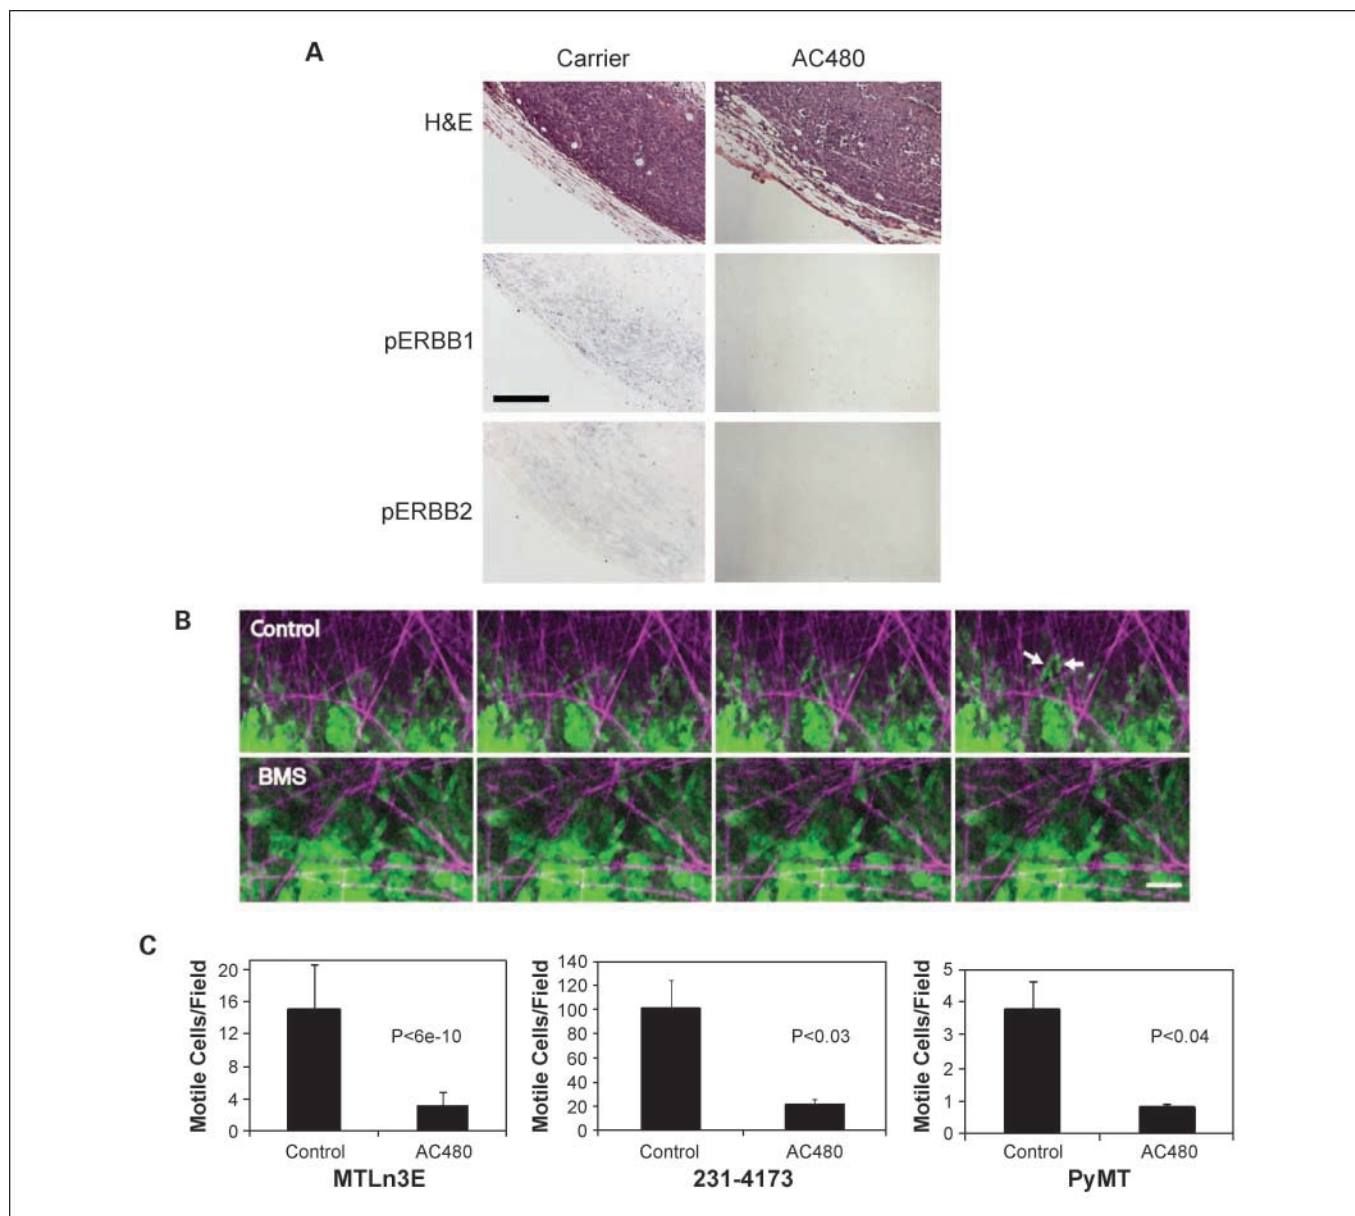 A
Carrier AC480
H&E
pERBB1
pERBB2
B
Control
BMS
C
Motile Cells/Field
20
16
12
8
4
0
P<6e-10
Control AC480
MTLn3E
Motile Cells/Field
140
120
100
80
60
40
20
0
P<0.03
Control AC480
231-4173
Motile Cells/Field
5
4
3
2
1
0
P<0.04
Control AC480
PyMT